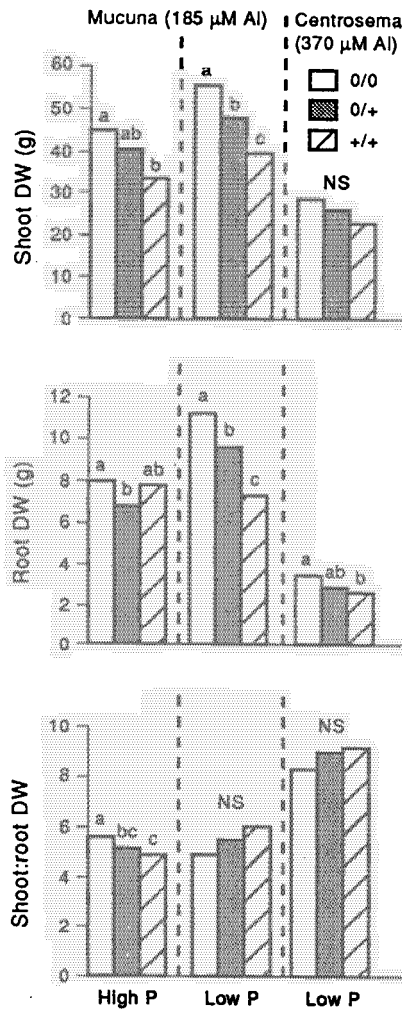 Mucuna (185 μM Al)
Centrosema
(370 μM Al)
0/0
0/+
+/+
Shoot DW (g)
60
50
40
30
20
10
0
a
ab
b
a
b
c
NS
Root DW (g)
12
10
8
6
4
2
0
a
b
ab
a
b
c
a
ab
b
Shoot:root DW
10
8
6
4
2
0
a
bc
c
NS
NS
High P
Low P
Low P